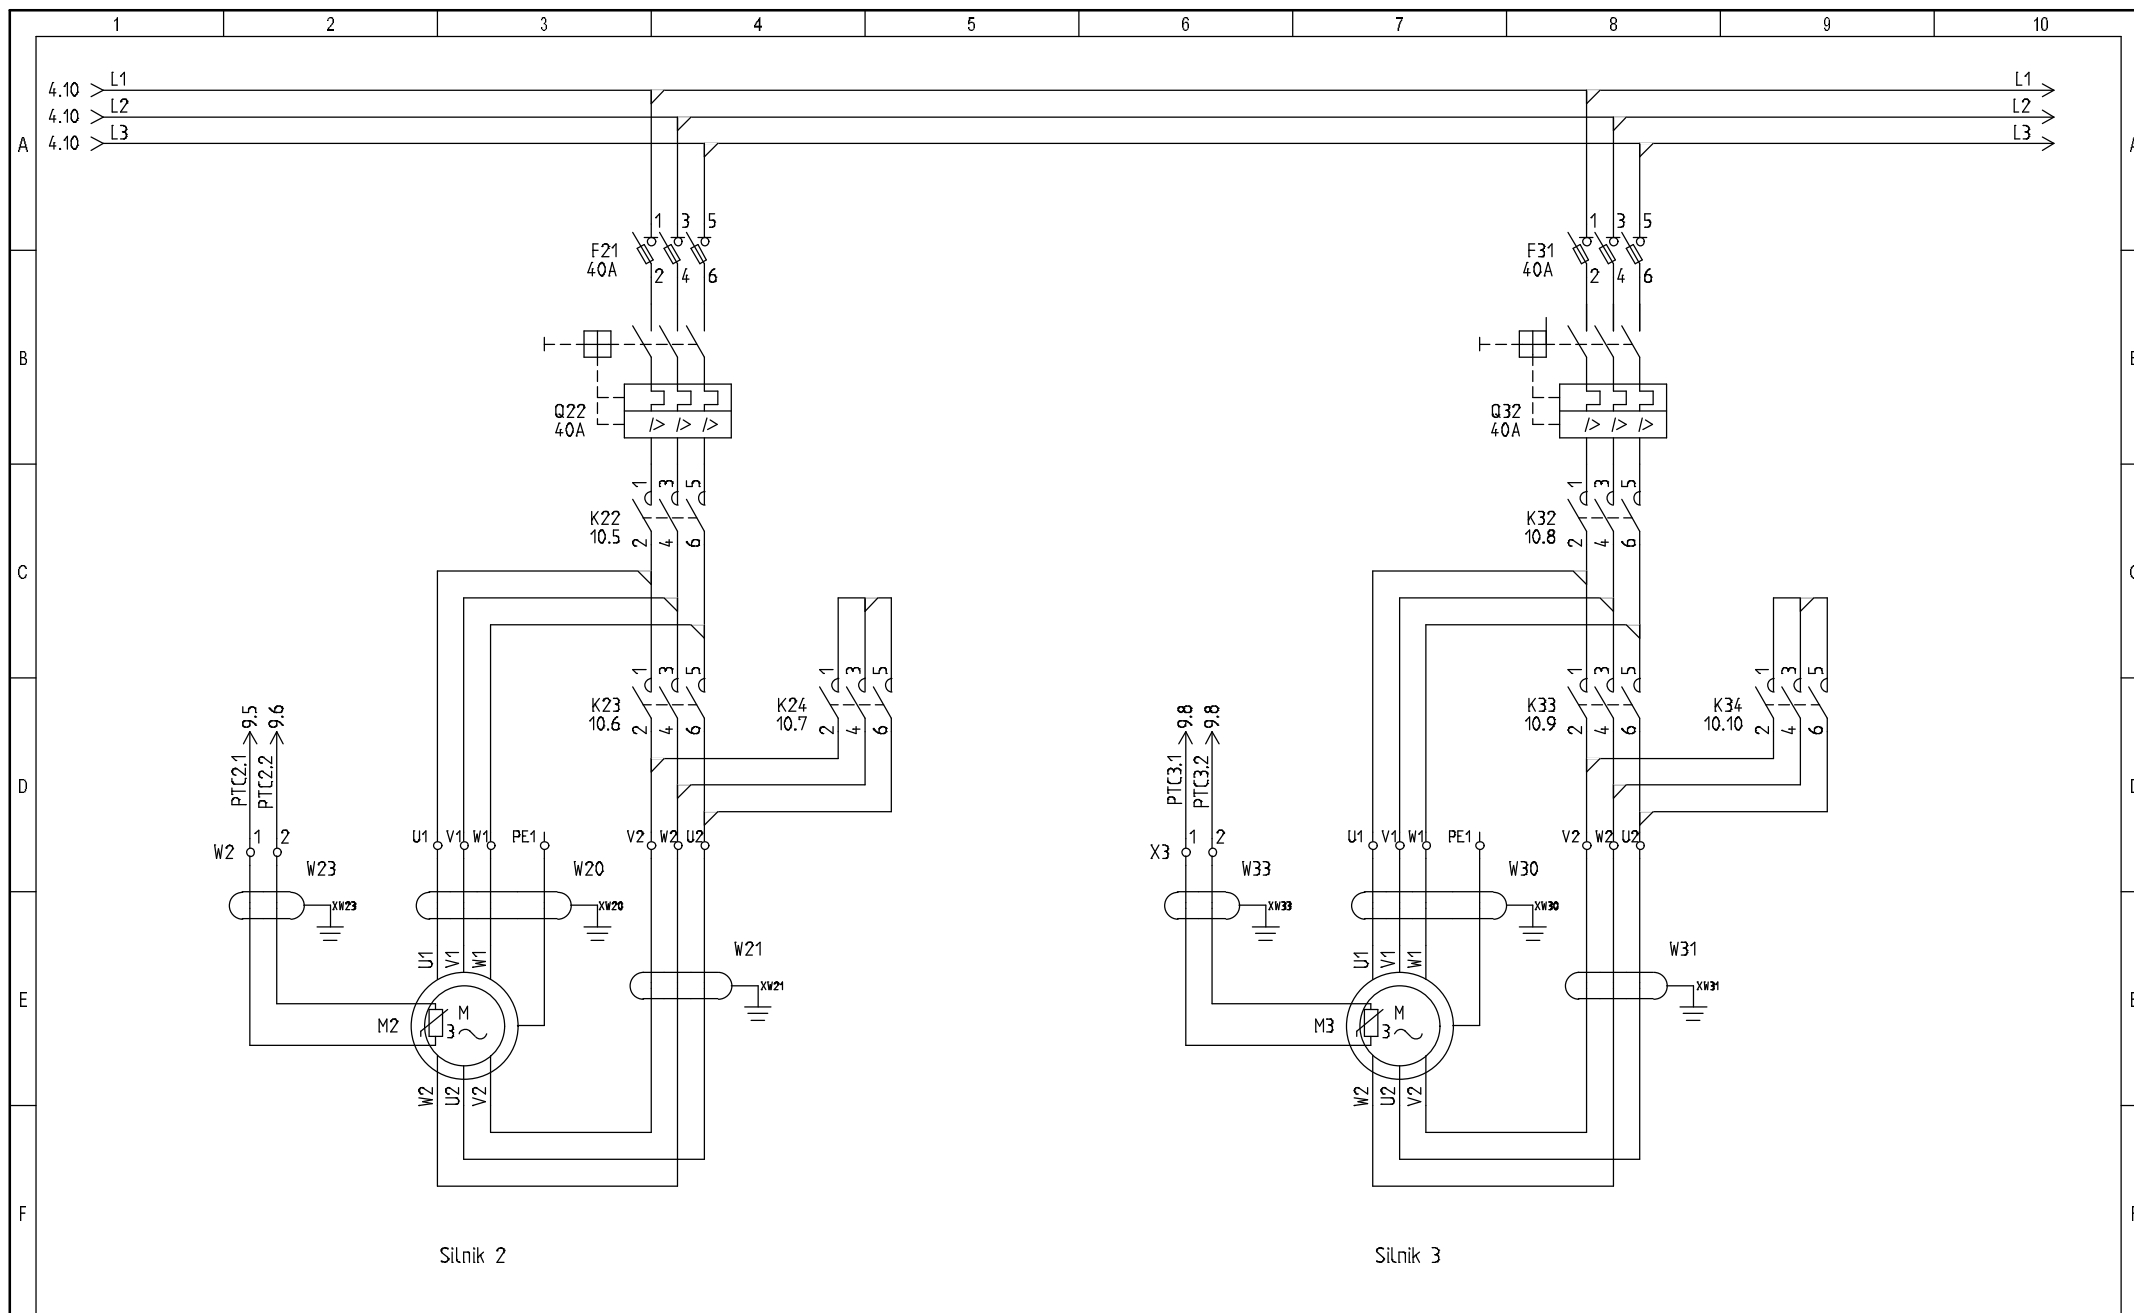 1 2 3 4 5 6 7 8 9 10
4.10 L1 L1
4.10 L2 L2
A 4.10 L3 L3
1 3 5 1 3 5
F21 F31
40A 40A
2 4 6 2 4 6
B
Q22 /> /> /> Q32 /> /> />
40A 40A
1 3 5 1 3 5
K22 K32
10.5 10.8
2 4 6 2 4 6
C
1 3 5 1 3 5 1 3 5 1 3 5
K23 K24 K33 K34
10.6 10.7 10.9 10.10
2 4 6 2 4 6 2 4 6 2 4 6
9.5 9.6 9.8 9.8
D
PTC2.1 PTC2.2 PTC3.1 PTC3.2
1 2 U1 V1 W1 PE1 V2 W2 U2 1 2 U1 V1 W1 PE1 V2 W2 U2
W2 X3
W23 W20 W33 W30
XW23 XW20 XW33 XW30
W21 W31
U1 V1 W1 U1 V1 W1
XW21 XW31
E
M2 M M3 M
3 3
W2 U2 V2 W2 U2 V2
F
Silnik 2 Silnik 3